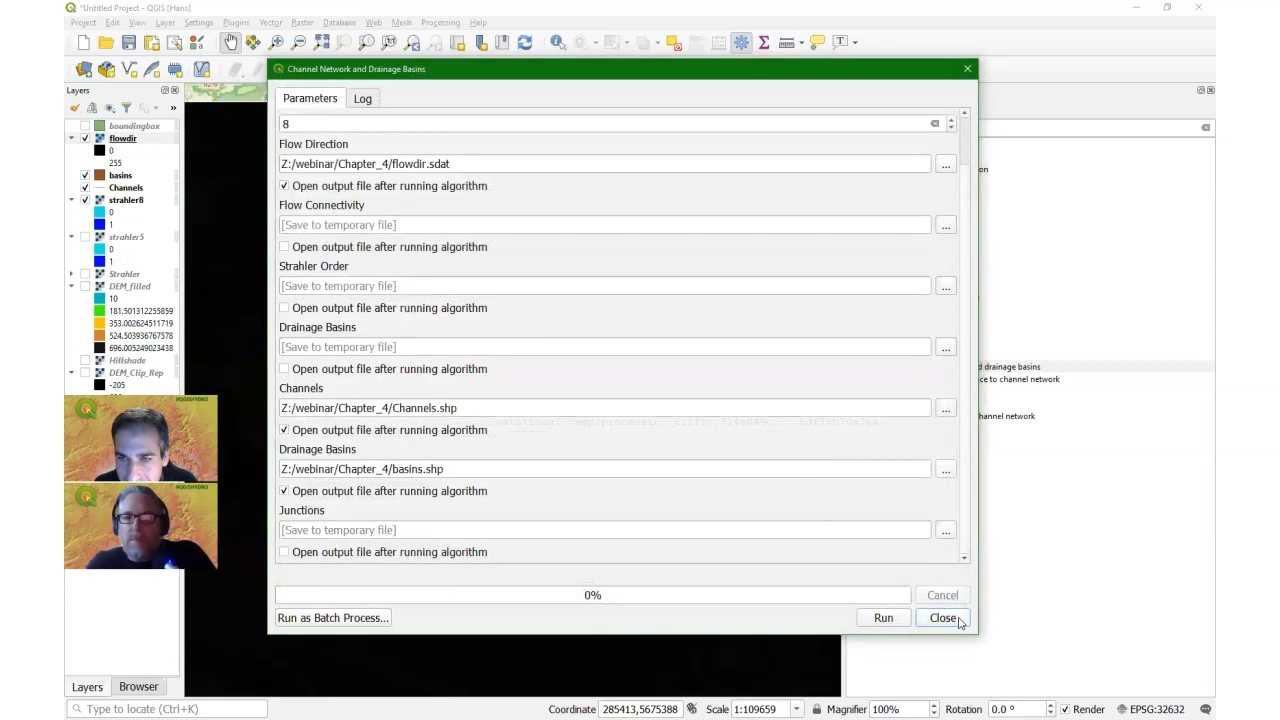 *Untitled Project - QGIS [Hans]
Project Edit View Layer Settings Plugins Vector Raster Database Web Mesh Processing Help
Layers
boundingbox
flowdir
0
255
basins
Channels
strahler8
0
1
strahler5
0
1
Strahler
DEM_filled
10
181.501312255859
353.002624511719
524.503936767578
696.005249023438
Hillshade
DEM_Clip_Rep
-205
Channel Network and Drainage Basins
Parameters Log
8
Flow Direction
Z:/webinar/Chapter_4/flowdir.sdat
...
Open output file after running algorithm
Flow Connectivity
[Save to temporary file]
...
Open output file after running algorithm
Strahler Order
[Save to temporary file]
...
Open output file after running algorithm
Drainage Basins
[Save to temporary file]
...
Open output file after running algorithm
Channels
Z:/webinar/Chapter_4/Channels.shp
...
Open output file after running algorithm
Drainage Basins
Z:/webinar/Chapter_4/basins.shp
...
Open output file after running algorithm
Junctions
[Save to temporary file]
...
Open output file after running algorithm
0%
Cancel
Run as Batch Process...
Run
Close
d drainage basins
ce to channel network
hannel network
#QGISHYDRO
#QGISHYDRO
Layers Browser
Type to locate (Ctrl+K)
Coordinate 285413,5675388 Scale 1:109659 Magnifier 100% Rotation 0.0 ° Render EPSG:32632